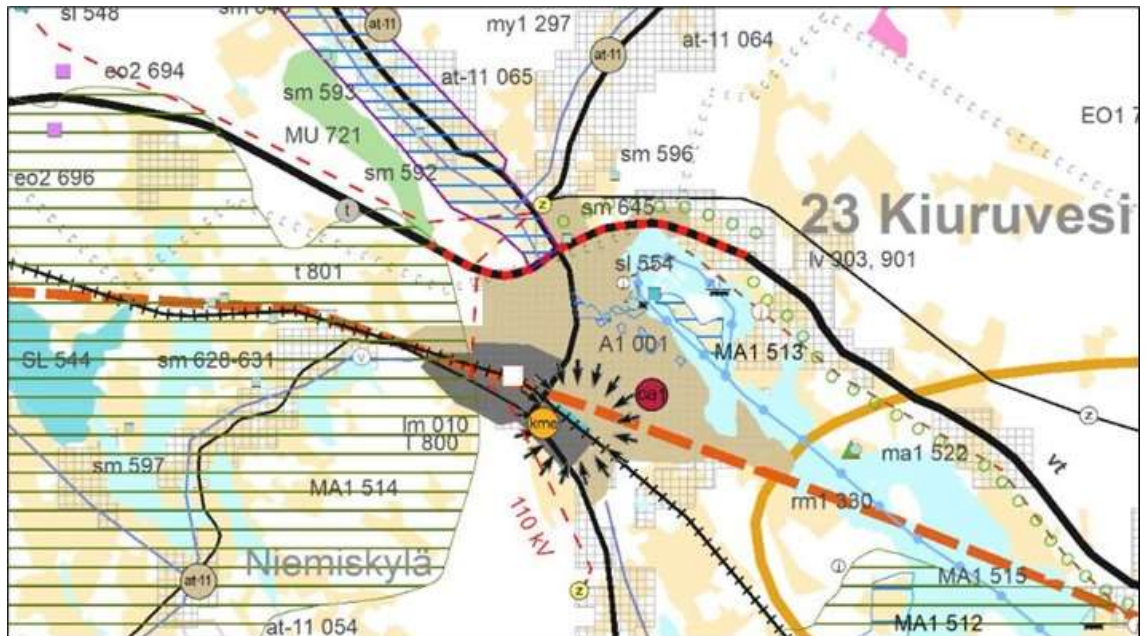 sl 548
at-11
my1 297
at-11
at-11 064
eo2 694
at-11 065
sm 593
EO1 7
MU 721
sm 596
sm 592
eo2 696
z
t
sm 645
23 Kiuruvesi
t 801
sl 554
lv 903, 901
SL 544
sm 628-631
v
A1 001
MA1 513
ca1
kme
z
lm 010
T 800
ma1 522
vt
sm 597
MA1 514
rm1 330
110 kV
Niemiskylä
at-11
z
MA1 515
at-11 054
MA1 512